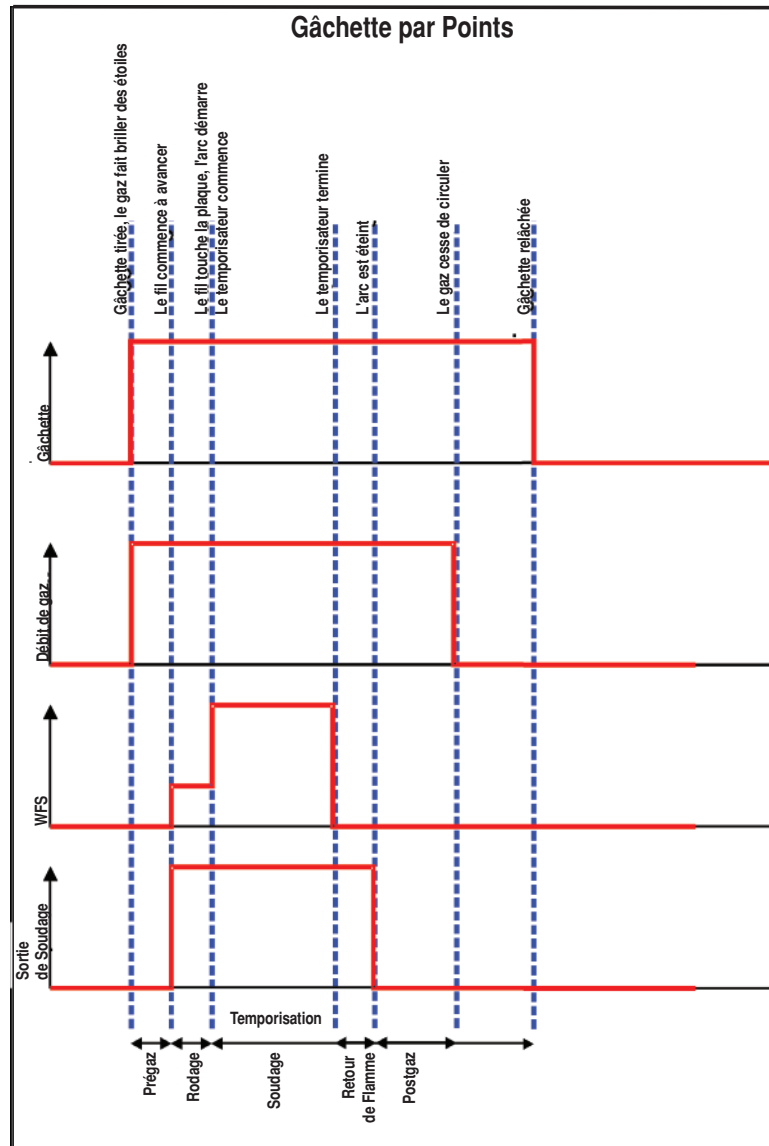 Gâchette par Points
Gâchette tirée, le gaz fait briller des étoiles
Le fil commence à avancer
Le fil touche la plaque, l'arc démarre
Le temporisateur commence
Le temporisateur termine
L'arc est éteint
Le gaz cesse de circuler
Gâchette relâchée
Gâchette
Débit de gaz
WFS
Sortie
de Soudage
Temporisation
Prégaz
Rodage
Soudage
Retour
de Flamme
Postgaz